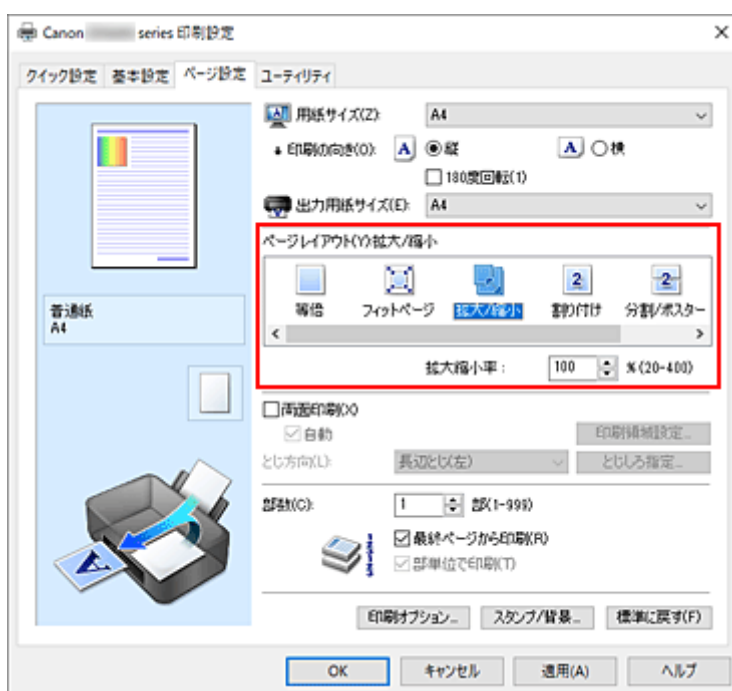 Canon series 印刷設定
クイック設定 基本設定 ページ設定 ユーティリティ
用紙サイズ(Z): A4
印刷の向き(O): A 縦 A 横
180度回転(1)
出力用紙サイズ(E): A4
ページレイアウト(Y):拡大/縮小
等倍 フィットページ 拡大/縮小 割り付け 分割/ポスター
拡大縮小率: 100 %(20-400)
普通紙
A4
両面印刷(X)
自動 印刷領域設定...
とじ方向(L): 長辺とじ(左) とじしろ指定...
部数(C): 1 部(1-999)
最終ページから印刷(R)
部単位で印刷(T)
印刷オプション... スタンプ/背景... 標準に戻す(F)
OK キャンセル 適用(A) ヘルプ